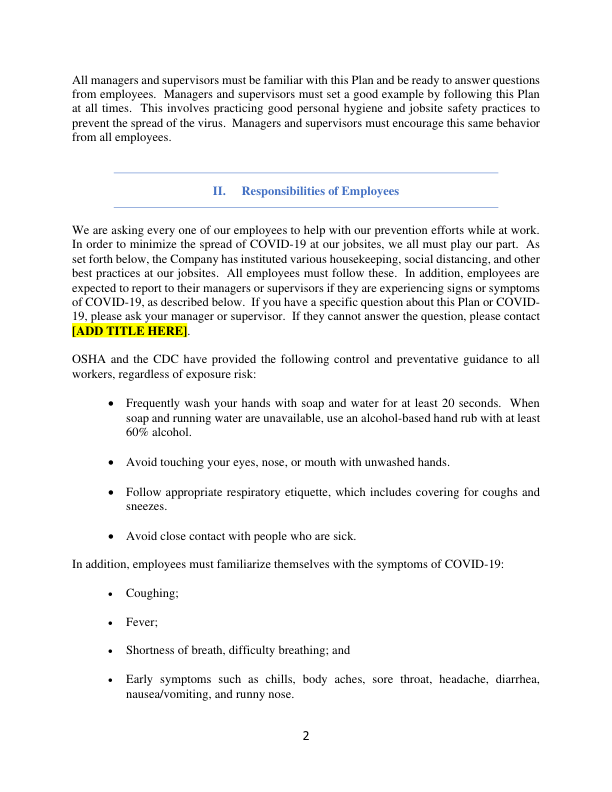 All managers and supervisors must be familiar with this Plan and be ready to answer questions
from employees.  Managers and supervisors must set a good example by following this Plan
at all times.  This involves practicing good personal hygiene and jobsite safety practices to
prevent the spread of the virus.  Managers and supervisors must encourage this same behavior
from all employees.
II. Responsibilities of Employees
We are asking every one of our employees to help with our prevention efforts while at work.
In order to minimize the spread of COVID-19 at our jobsites, we all must play our part.  As
set forth below, the Company has instituted various housekeeping, social distancing, and other
best practices at our jobsites.  All employees must follow these.  In addition, employees are
expected to report to their managers or supervisors if they are experiencing signs or symptoms
of COVID-19, as described below.  If you have a specific question about this Plan or COVID-
19, please ask your manager or supervisor.  If they cannot answer the question, please contact
[ADD TITLE HERE].
OSHA and the CDC have provided the following control and preventative guidance to all
workers, regardless of exposure risk:
• Frequently wash your hands with soap and water for at least 20 seconds.  When
soap and running water are unavailable, use an alcohol-based hand rub with at least
60% alcohol.
• Avoid touching your eyes, nose, or mouth with unwashed hands.
• Follow appropriate respiratory etiquette, which includes covering for coughs and
sneezes.
• Avoid close contact with people who are sick.
In addition, employees must familiarize themselves with the symptoms of COVID-19:
• Coughing;
• Fever;
• Shortness of breath, difficulty breathing; and
• Early symptoms such as chills, body aches, sore throat, headache, diarrhea,
nausea/vomiting, and runny nose.
2